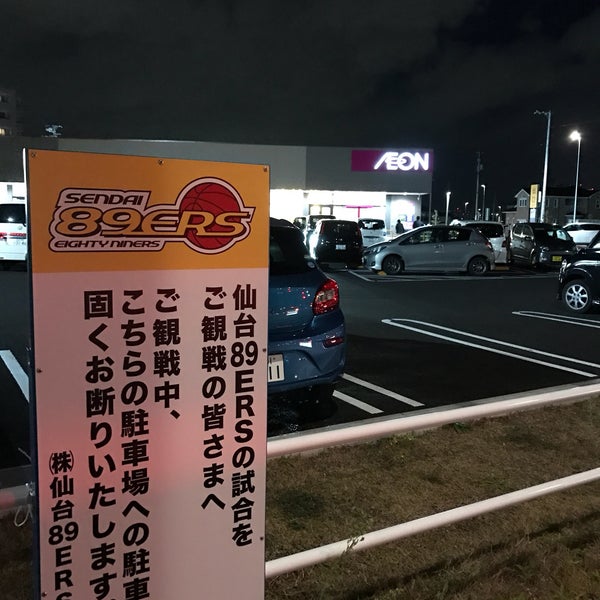 SENDAI
89ERS
EIGHTY NINERS
仙台89ERSの試合を
ご観戦の皆さまへ
ご観戦中、
こちらの駐車場への駐車
固くお断りいたします。
㈱仙台89ERS
ÆON
11